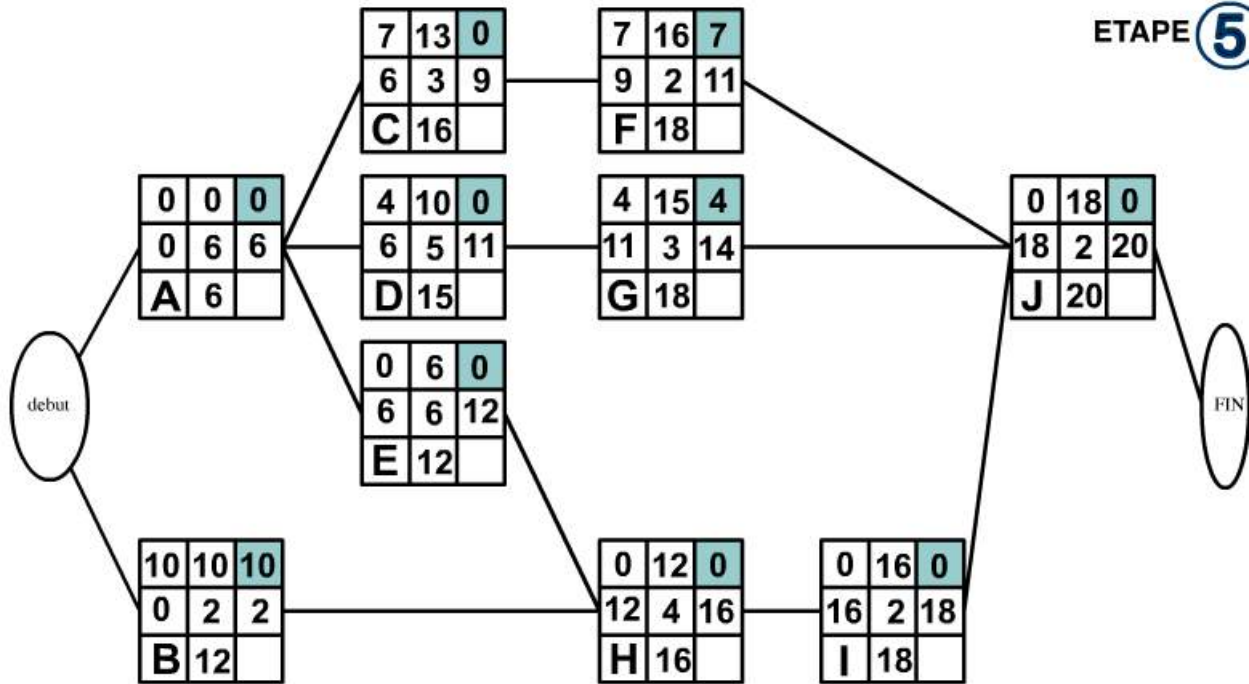 ETAPE 5
7 13 0
6 3 9
C 16
7 16 7
9 2 11
F 18
0 0 0
0 6 6
A 6
4 10 0
6 5 11
D 15
4 15 4
11 3 14
G 18
0 18 0
18 2 20
J 20
debut
0 6 0
6 6 12
E 12
FIN
10 10 10
0 2 2
B 12
0 12 0
12 4 16
H 16
0 16 0
16 2 18
I 18